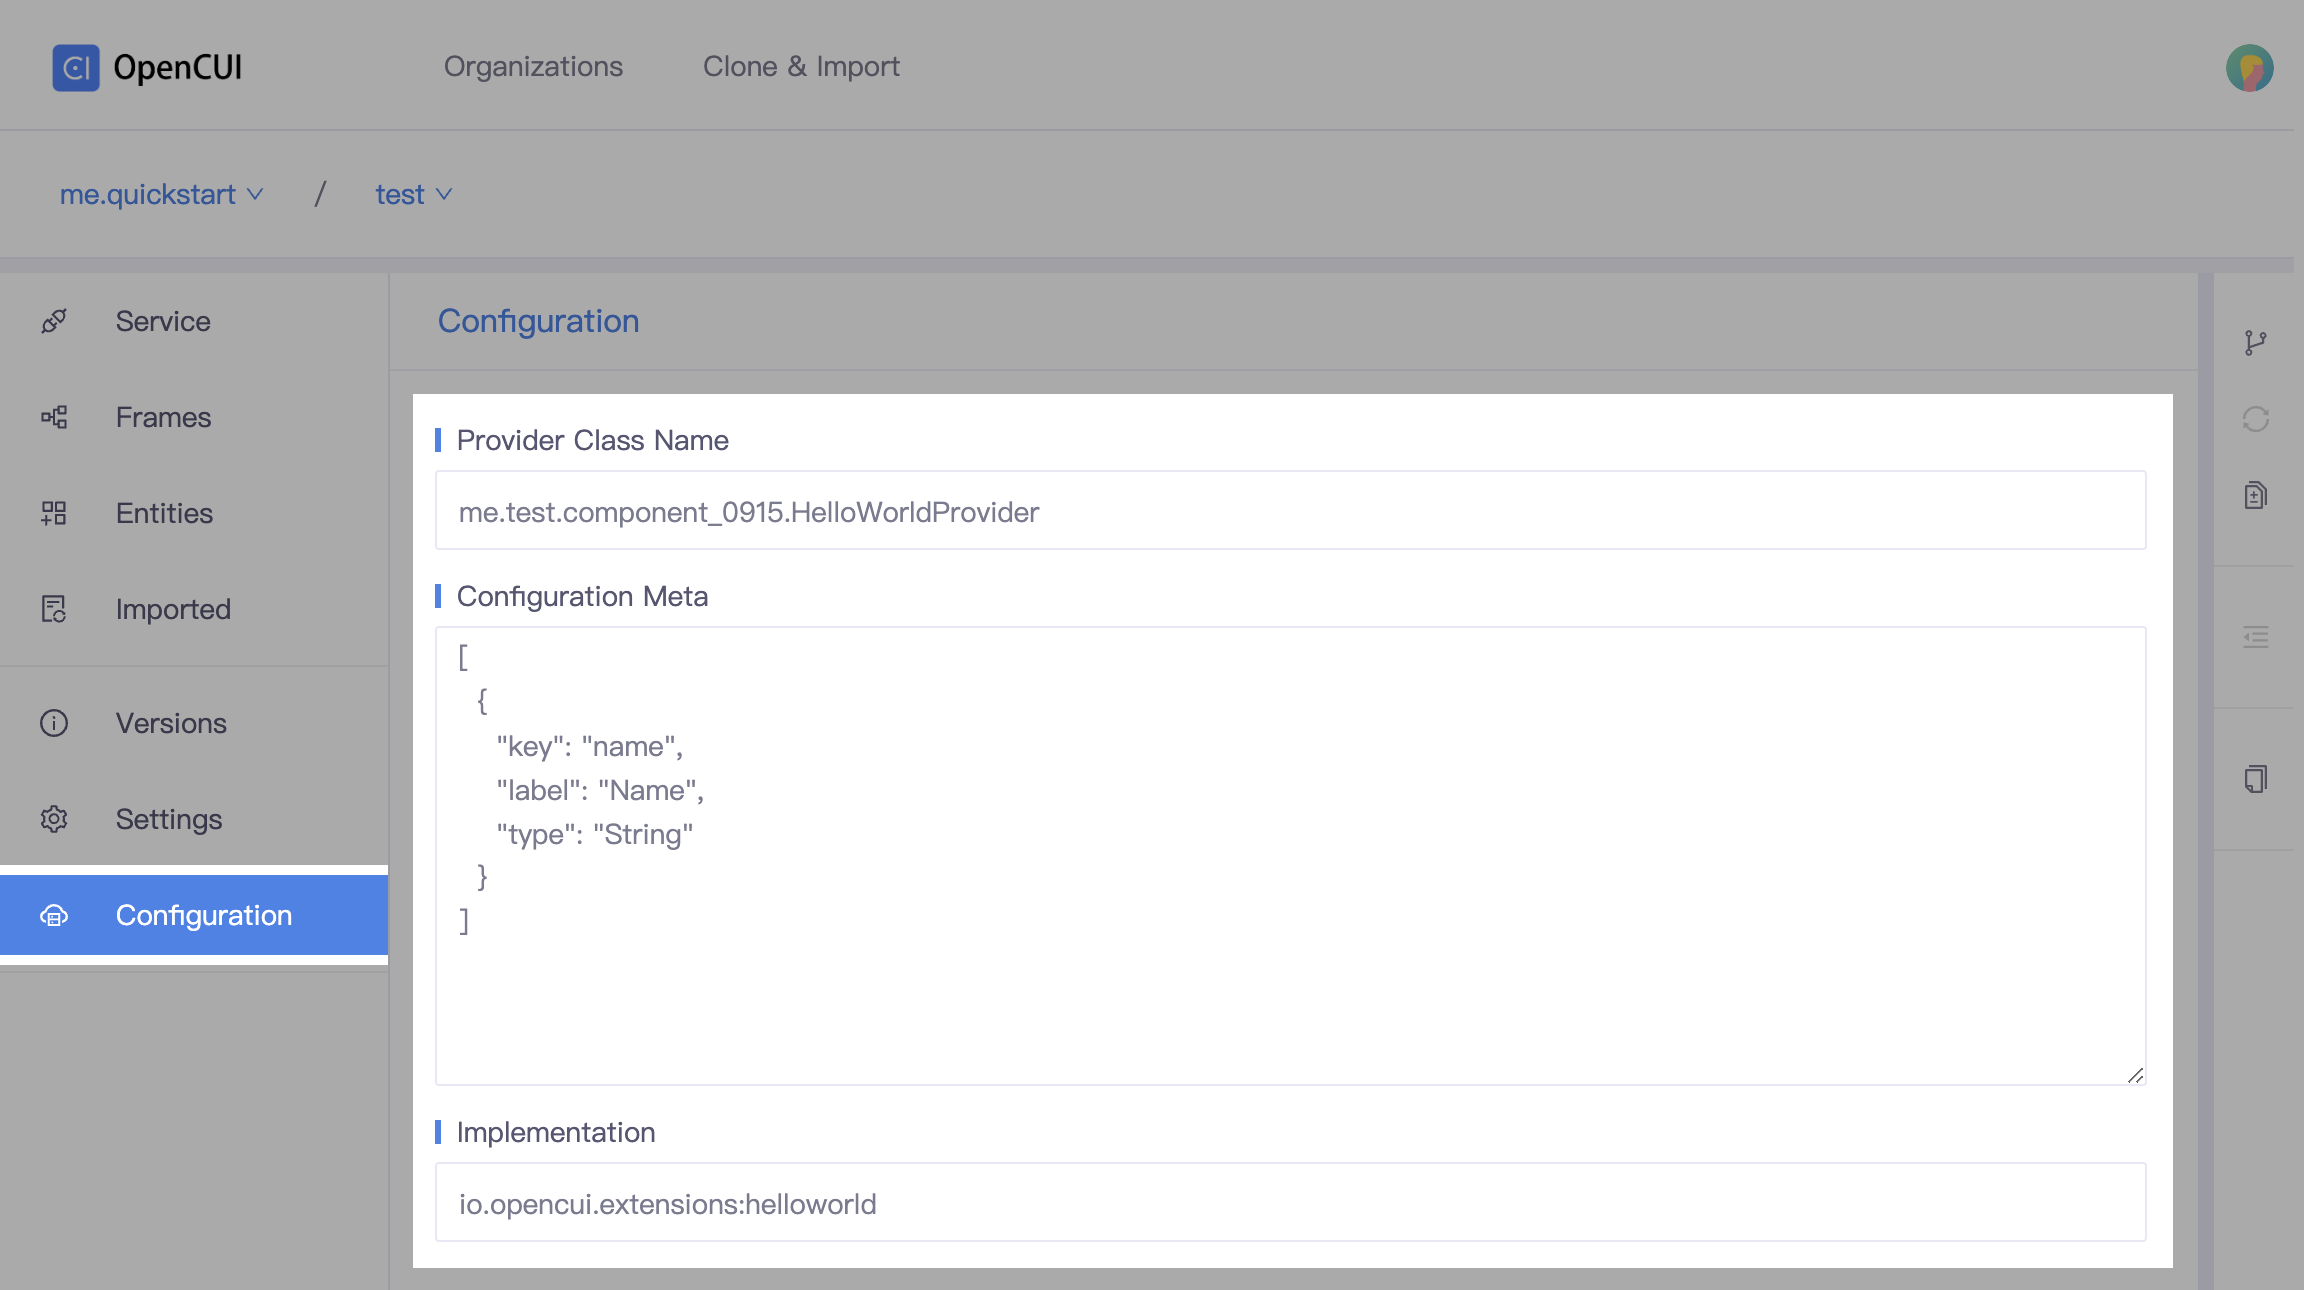 OpenCUI
Organizations
Clone & Import
me.quickstart / test
Service
Frames
Entities
Imported
Versions
Settings
Configuration
Configuration
Provider Class Name
me.test.component_0915.HelloWorldProvider
Configuration Meta
[
{
"key": "name",
"label": "Name",
"type": "String"
}
]
Implementation
io.opencui.extensions:helloworld